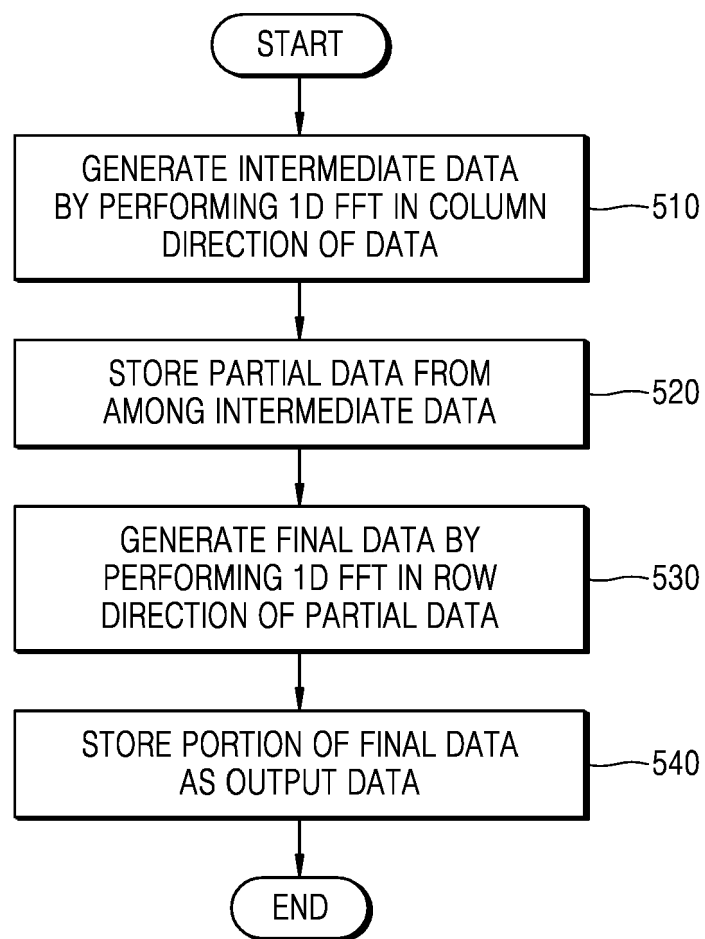 START
GENERATE INTERMEDIATE DATA
BY PERFORMING 1D FFT IN COLUMN
DIRECTION OF DATA
510
STORE PARTIAL DATA FROM
AMONG INTERMEDIATE DATA
520
GENERATE FINAL DATA BY
PERFORMING 1D FFT IN ROW
DIRECTION OF PARTIAL DATA
530
STORE PORTION OF FINAL DATA
AS OUTPUT DATA
540
END